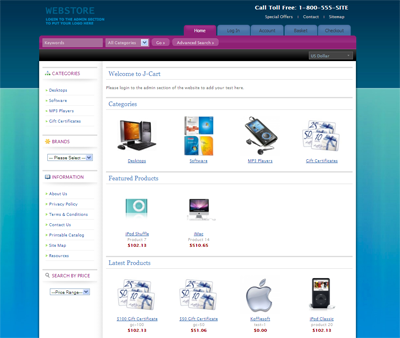 WEBSTORE
LOGIN TO THE ADMIN SECTION
TO PUT YOUR LOGO HERE
Call Toll Free: 1-800-555-SITE
Special Offers Contact Sitemap
Home Log In Account Basket Checkout
Keywords All Categories Go » Advanced Search »
US Dollar
CATEGORIES
Desktops
Software
MP3 Players
Gift Certificates
BRANDS
--- Please Select ---
INFORMATION
About Us
Privacy Policy
Terms & Conditions
Contact Us
Printable Catalog
Site Map
Resources
SEARCH BY PRICE
--Price Range--
Welcome to J-Cart
Please login to the admin section of the website to add your text here.
Categories
Desktops Software MP3 Players Gift Certificates
Featured Products
iPod Shuffle iMac
Product 7 Product 14
$102.13 $510.65
Latest Products
$100 Gift Certificate $50 Gift Certificate Koffeesoft iPod Classic
gc-100 gc-50 test-1 product 20
$102.13 $51.06 $0.00 $102.13